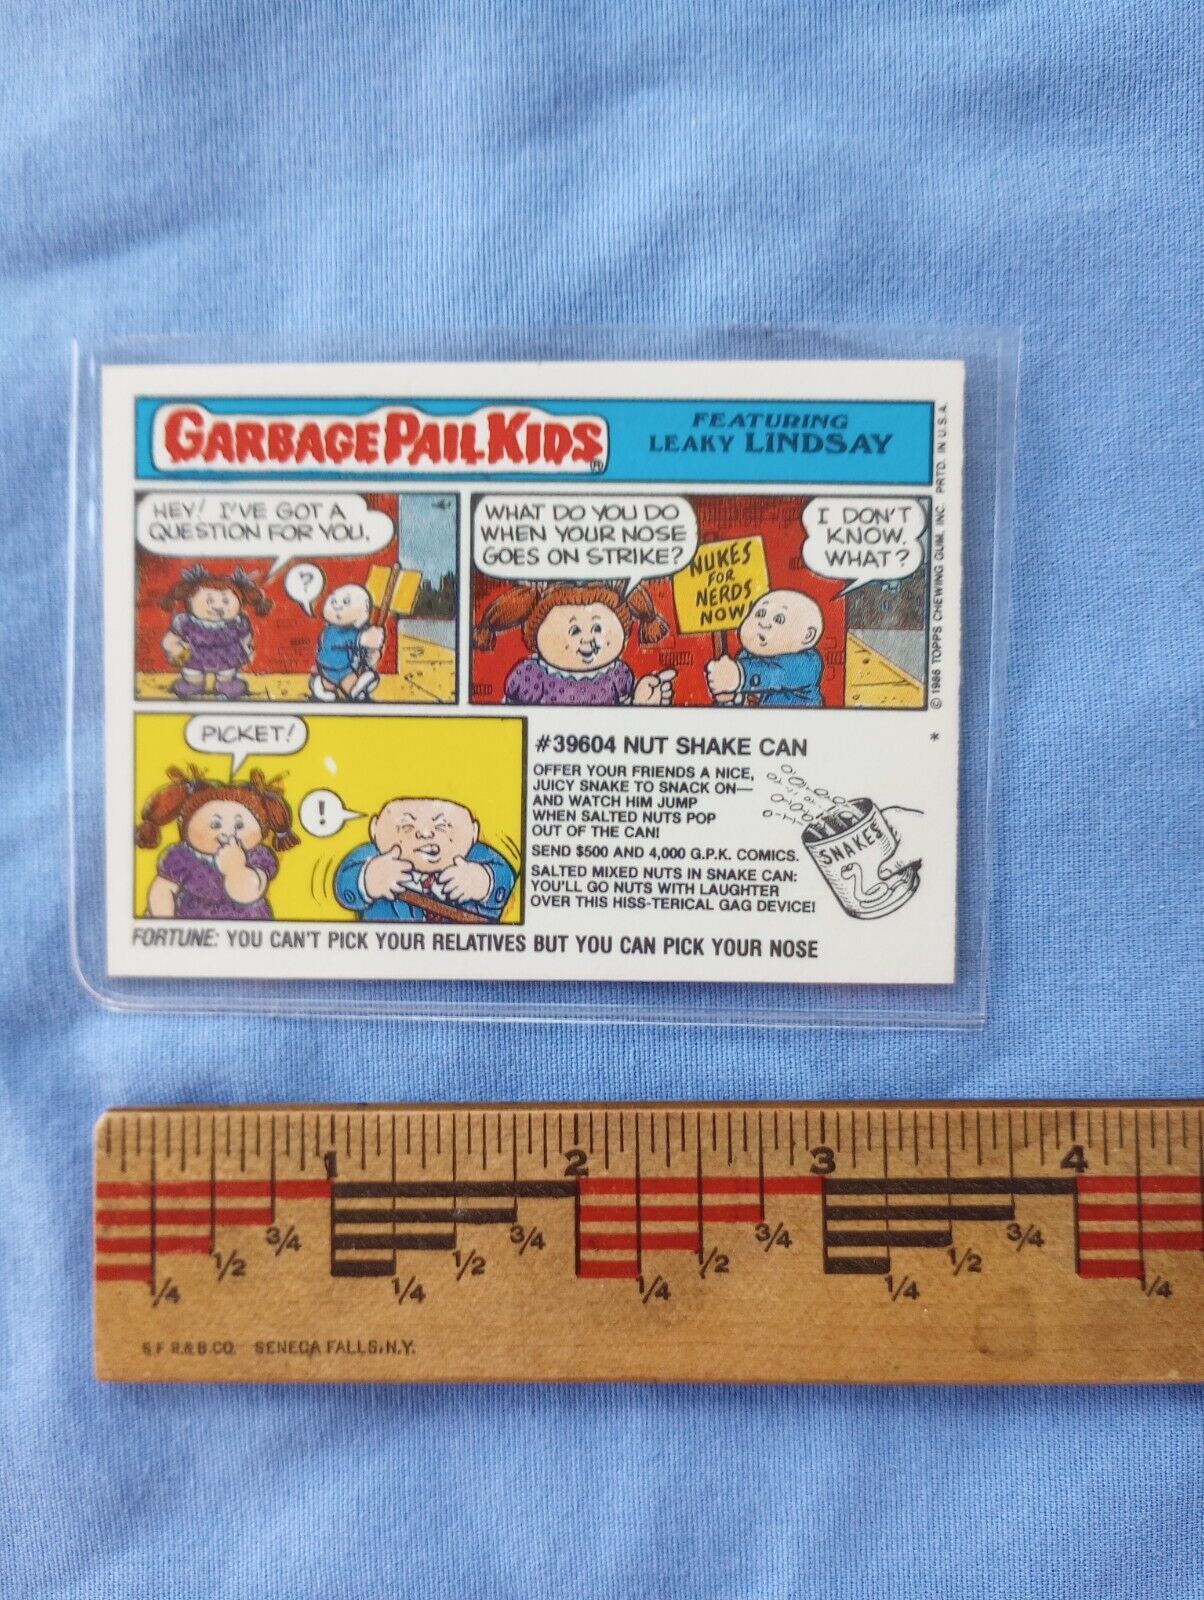 GARBAGE PAIL KIDS®
FEATURING
LEAKY LINDSAY
HEY! I'VE GOT A
QUESTION FOR YOU.
?
WHAT DO YOU DO
WHEN YOUR NOSE
GOES ON STRIKE?
NUKES
FOR
NERDS
NOW!
I DON'T
KNOW.
WHAT?
PICKET!
!
#39604 NUT SHAKE CAN
OFFER YOUR FRIENDS A NICE,
JUICY SNAKE TO SNACK ON—
AND WATCH HIM JUMP
WHEN SALTED NUTS POP
OUT OF THE CAN!
SEND $500 AND 4,000 G.P.K. COMICS.
SALTED MIXED NUTS IN SNAKE CAN:
YOU'LL GO NUTS WITH LAUGHTER
OVER THIS HISS-TERICAL GAG DEVICE!
SNAKES
FORTUNE: YOU CAN'T PICK YOUR RELATIVES BUT YOU CAN PICK YOUR NOSE
* © 1986 TOPPS CHEWING GUM, INC. PRTD. IN U.S.A.
1 2 3 4
1/4 1/2 3/4 1/4 1/2 3/4 1/4 1/2 3/4 1/4 1/2 3/4 1/4
S F R.& B.CO. SENECA FALLS, N.Y.